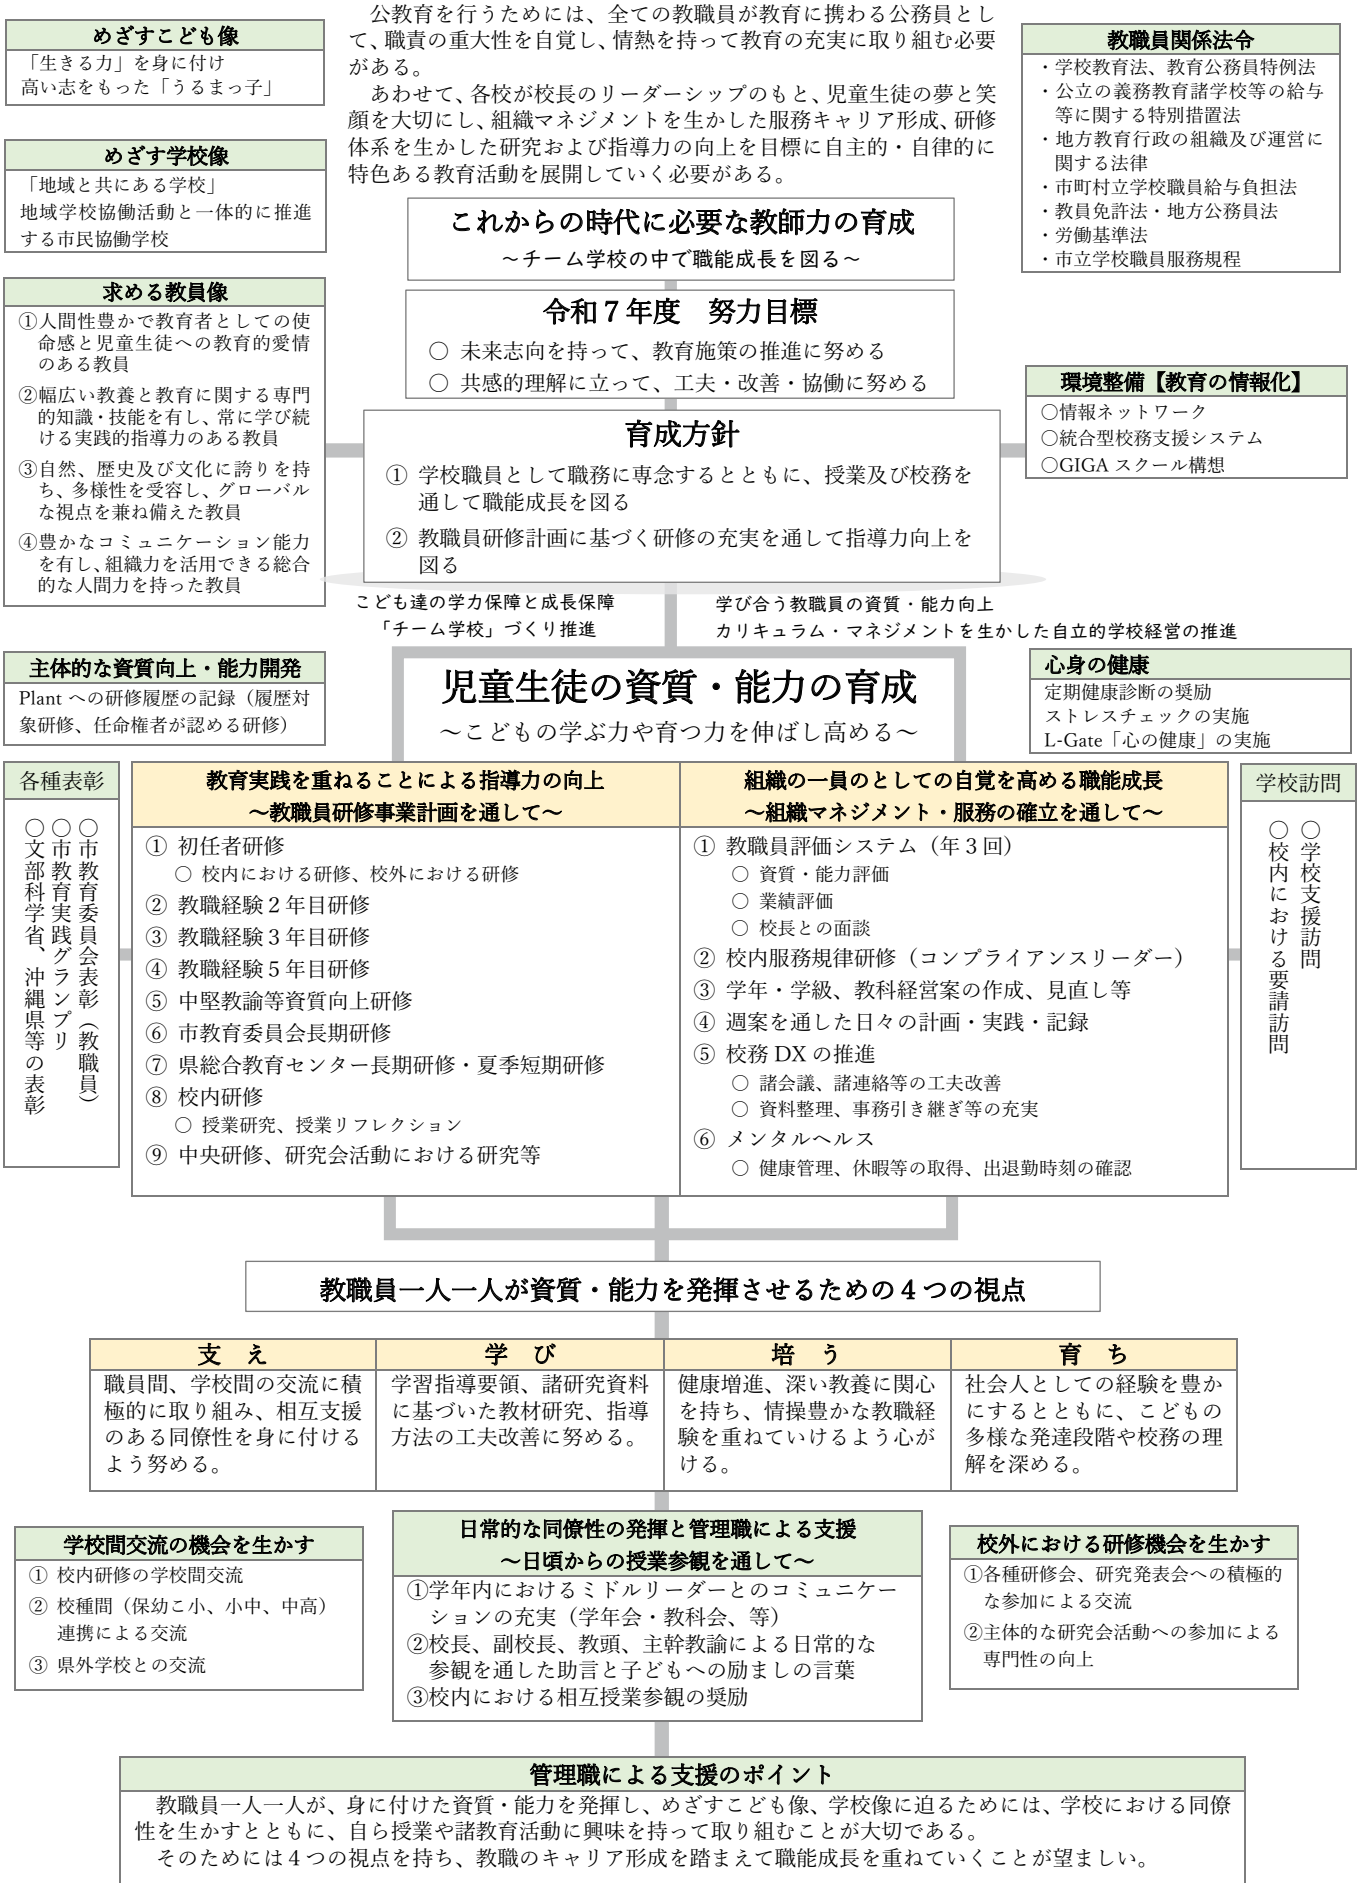 公教育を行うためには、全ての教職員が教育に携わる公務員とし
て、職責の重大性を自覚し、情熱を持って教育の充実に取り組む必要
がある。
あわせて、各校が校長のリーダーシップのもと、児童生徒の夢と笑
顔を大切にし、組織マネジメントを生かした服務キャリア形成、研修
体系を生かした研究および指導力の向上を目標に自主的・自律的に
特色ある教育活動を展開していく必要がある。
めざすこども像
「生きる力」を身に付け
高い志をもった「うるまっ子」
めざす学校像
「地域と共にある学校」
地域学校協働活動と一体的に推進
する市民協働学校
求める教員像
①人間性豊かで教育者としての使
命感と児童生徒への教育的愛情
のある教員
②幅広い教養と教育に関する専門
的知識・技能を有し、常に学び続
ける実践的指導力のある教員
③自然、歴史及び文化に誇りを持
ち、多様性を受容し、グローバル
な視点を兼ね備えた教員
④豊かなコミュニケーション能力
を有し、組織力を活用できる総合
的な人間力を持った教員
教職員関係法令
・学校教育法、教育公務員特例法
・公立の義務教育諸学校等の給与
等に関する特別措置法
・地方教育行政の組織及び運営に
関する法律
・市町村立学校職員給与負担法
・教員免許法・地方公務員法
・労働基準法
・市立学校職員服務規程
これからの時代に必要な教師力の育成
～チーム学校の中で職能成長を図る～
令和７年度　努力目標
○ 未来志向を持って、教育施策の推進に努める
○ 共感的理解に立って、工夫・改善・協働に努める
環境整備【教育の情報化】
○情報ネットワーク
○統合型校務支援システム
○GIGA スクール構想
育成方針
① 学校職員として職務に専念するとともに、授業及び校務を
通して職能成長を図る
② 教職員研修計画に基づく研修の充実を通して指導力向上を
図る
こども達の学力保障と成長保障
「チーム学校」づくり推進
学び合う教職員の資質・能力向上
カリキュラム・マネジメントを生かした自立的学校経営の推進
主体的な資質向上・能力開発
Plant への研修履歴の記録（履歴対
象研修、任命権者が認める研修）
児童生徒の資質・能力の育成
～こどもの学ぶ力や育つ力を伸ばし高める～
心身の健康
定期健康診断の奨励
ストレスチェックの実施
L-Gate「心の健康」の実施
各種表彰
○市教育委員会表彰（教職員）
○市教育実践グランプリ
○文部科学省、沖縄県等の表彰
教育実践を重ねることによる指導力の向上
～教職員研修事業計画を通して～
① 初任者研修
○ 校内における研修、校外における研修
② 教職経験２年目研修
③ 教職経験３年目研修
④ 教職経験５年目研修
⑤ 中堅教諭等資質向上研修
⑥ 市教育委員会長期研修
⑦ 県総合教育センター長期研修・夏季短期研修
⑧ 校内研修
○ 授業研究、授業リフレクション
⑨ 中央研修、研究会活動における研究等
組織の一員のとしての自覚を高める職能成長
～組織マネジメント・服務の確立を通して～
① 教職員評価システム（年３回）
○ 資質・能力評価
○ 業績評価
○ 校長との面談
② 校内服務規律研修（コンプライアンスリーダー）
③ 学年・学級、教科経営案の作成、見直し等
④ 週案を通した日々の計画・実践・記録
⑤ 校務 DX の推進
○ 諸会議、諸連絡等の工夫改善
○ 資料整理、事務引き継ぎ等の充実
⑥ メンタルヘルス
○ 健康管理、休暇等の取得、出退勤時刻の確認
学校訪問
○学校支援訪問
○校内における要請訪問
教職員一人一人が資質・能力を発揮させるための４つの視点
支　え
職員間、学校間の交流に積
極的に取り組み、相互支援
のある同僚性を身に付ける
よう努める。
学　び
学習指導要領、諸研究資料
に基づいた教材研究、指導
方法の工夫改善に努める。
培　う
健康増進、深い教養に関心
を持ち、情操豊かな教職経
験を重ねていけるよう心が
ける。
育　ち
社会人としての経験を豊か
にするとともに、こどもの
多様な発達段階や校務の理
解を深める。
学校間交流の機会を生かす
① 校内研修の学校間交流
② 校種間（保幼こ小、小中、中高）
連携による交流
③ 県外学校との交流
日常的な同僚性の発揮と管理職による支援
～日頃からの授業参観を通して～
①学年内におけるミドルリーダーとのコミュニケー
ションの充実（学年会・教科会、等）
②校長、副校長、教頭、主幹教諭による日常的な
参観を通した助言と子どもへの励ましの言葉
③校内における相互授業参観の奨励
校外における研修機会を生かす
①各種研修会、研究発表会への積極的
な参加による交流
②主体的な研究会活動への参加による
専門性の向上
管理職による支援のポイント
教職員一人一人が、身に付けた資質・能力を発揮し、めざすこども像、学校像に迫るためには、学校における同僚
性を生かすとともに、自ら授業や諸教育活動に興味を持って取り組むことが大切である。
そのためには４つの視点を持ち、教職のキャリア形成を踏まえて職能成長を重ねていくことが望ましい。